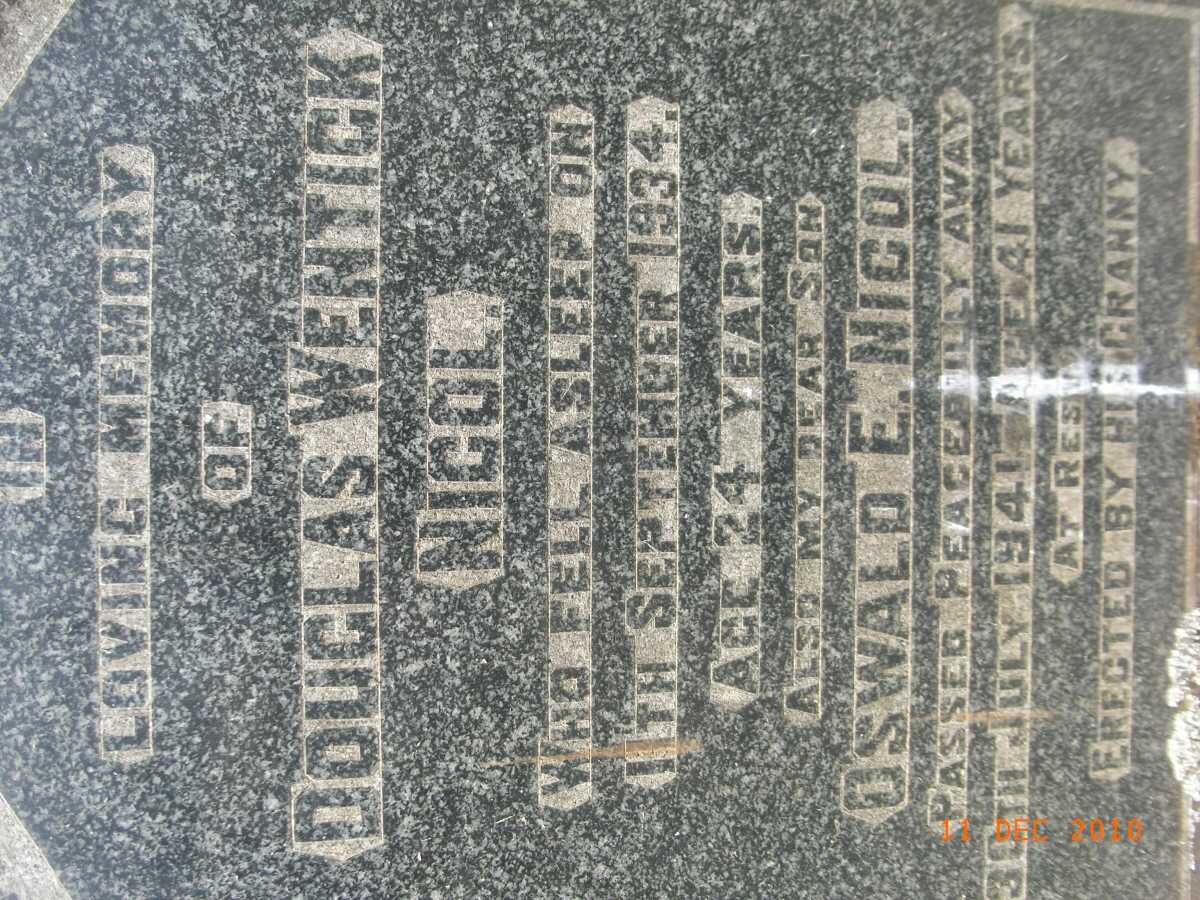 IN
LOVING MEMORY
OF
DOUGLAS WENTICK
NICOL.
WHO FELL ASLEEP ON
11TH SEPTEMBER 1934.
AGE 24 YEARS
ALSO MY DEAR SON
OSWALD E. NICOL.
PASSED PEACEFULLY AWAY
30TH JULY 1941 AGE 41 YEARS
AT REST
ERECTED BY HIS GRANNY
11 DEC 2010